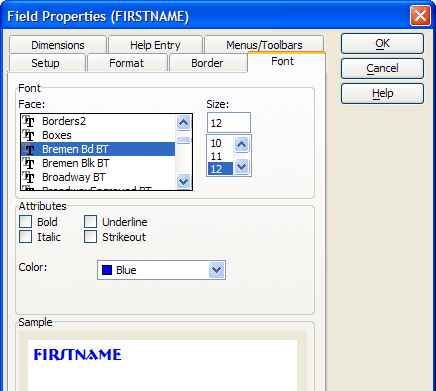 Field Properties (FIRSTNAME)
Dimensions Help Entry Menus/Toolbars
Setup Format Border Font
OK
Cancel
Help
Font
Face: Size:
Borders2
Boxes
Bremen Bd BT
Bremen Blk BT
Broadway BT
BroadwayEngraved BT
12
10
11
12
Attributes
Bold Underline
Italic Strikeout
Color: Blue
Sample
FIRSTNAME